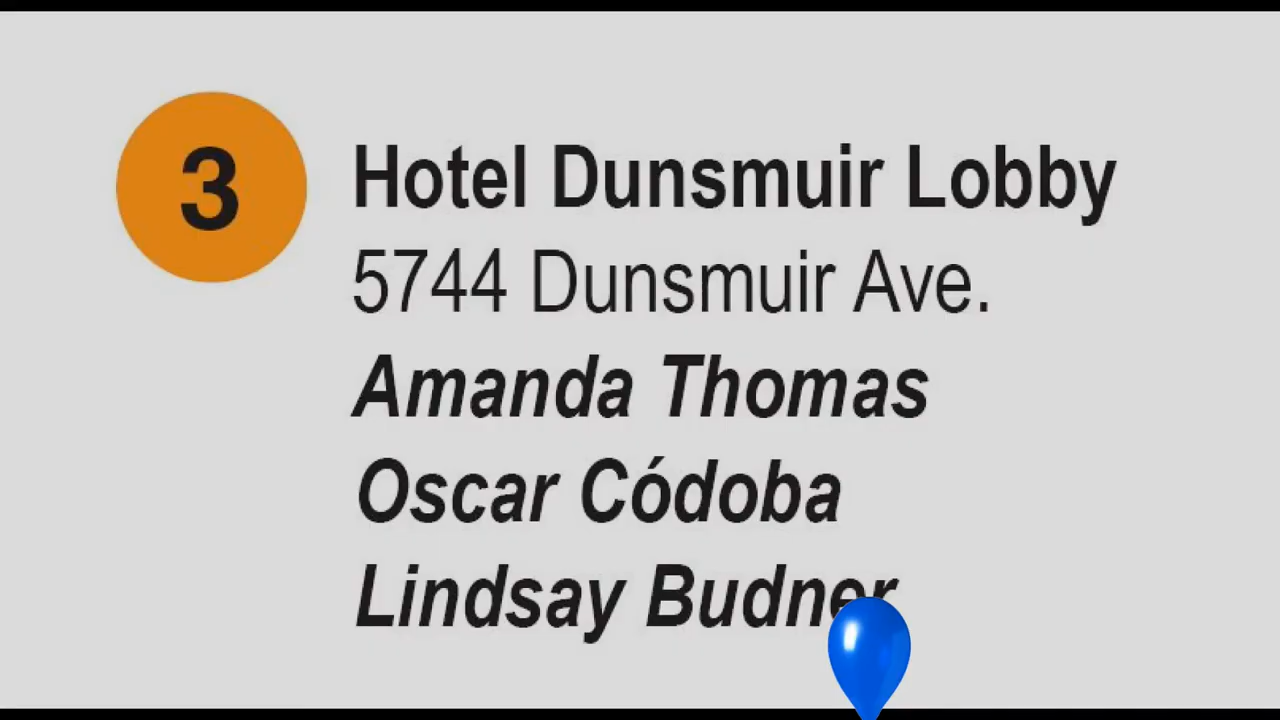 3
Hotel Dunsmuir Lobby
5744 Dunsmuir Ave.
Amanda Thomas
Oscar Códoba
Lindsay Budner